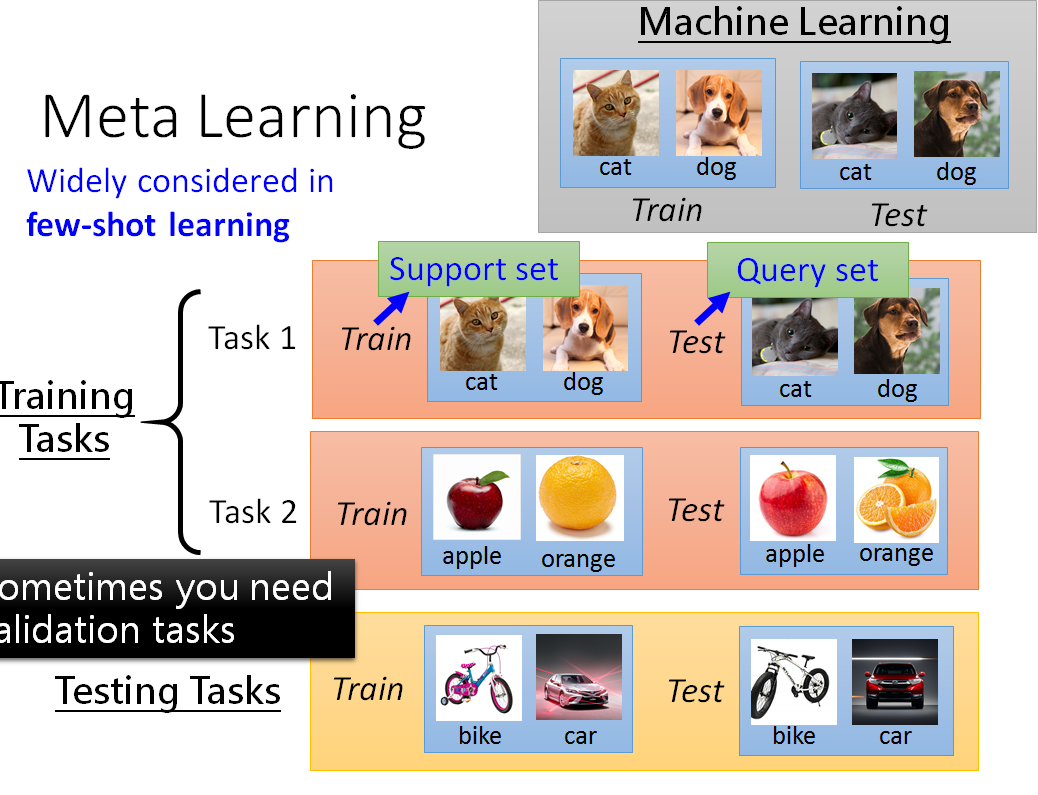 Machine Learning
cat
dog
cat
dog
Train
Test
Meta Learning
Widely considered in
few-shot learning
Support set
Query set
Task 1
Train
cat
dog
Test
cat
dog
Training
Tasks
Task 2
Train
apple
orange
Test
apple
orange
ometimes you need
alidation tasks
Testing Tasks
Train
bike
car
Test
bike
car